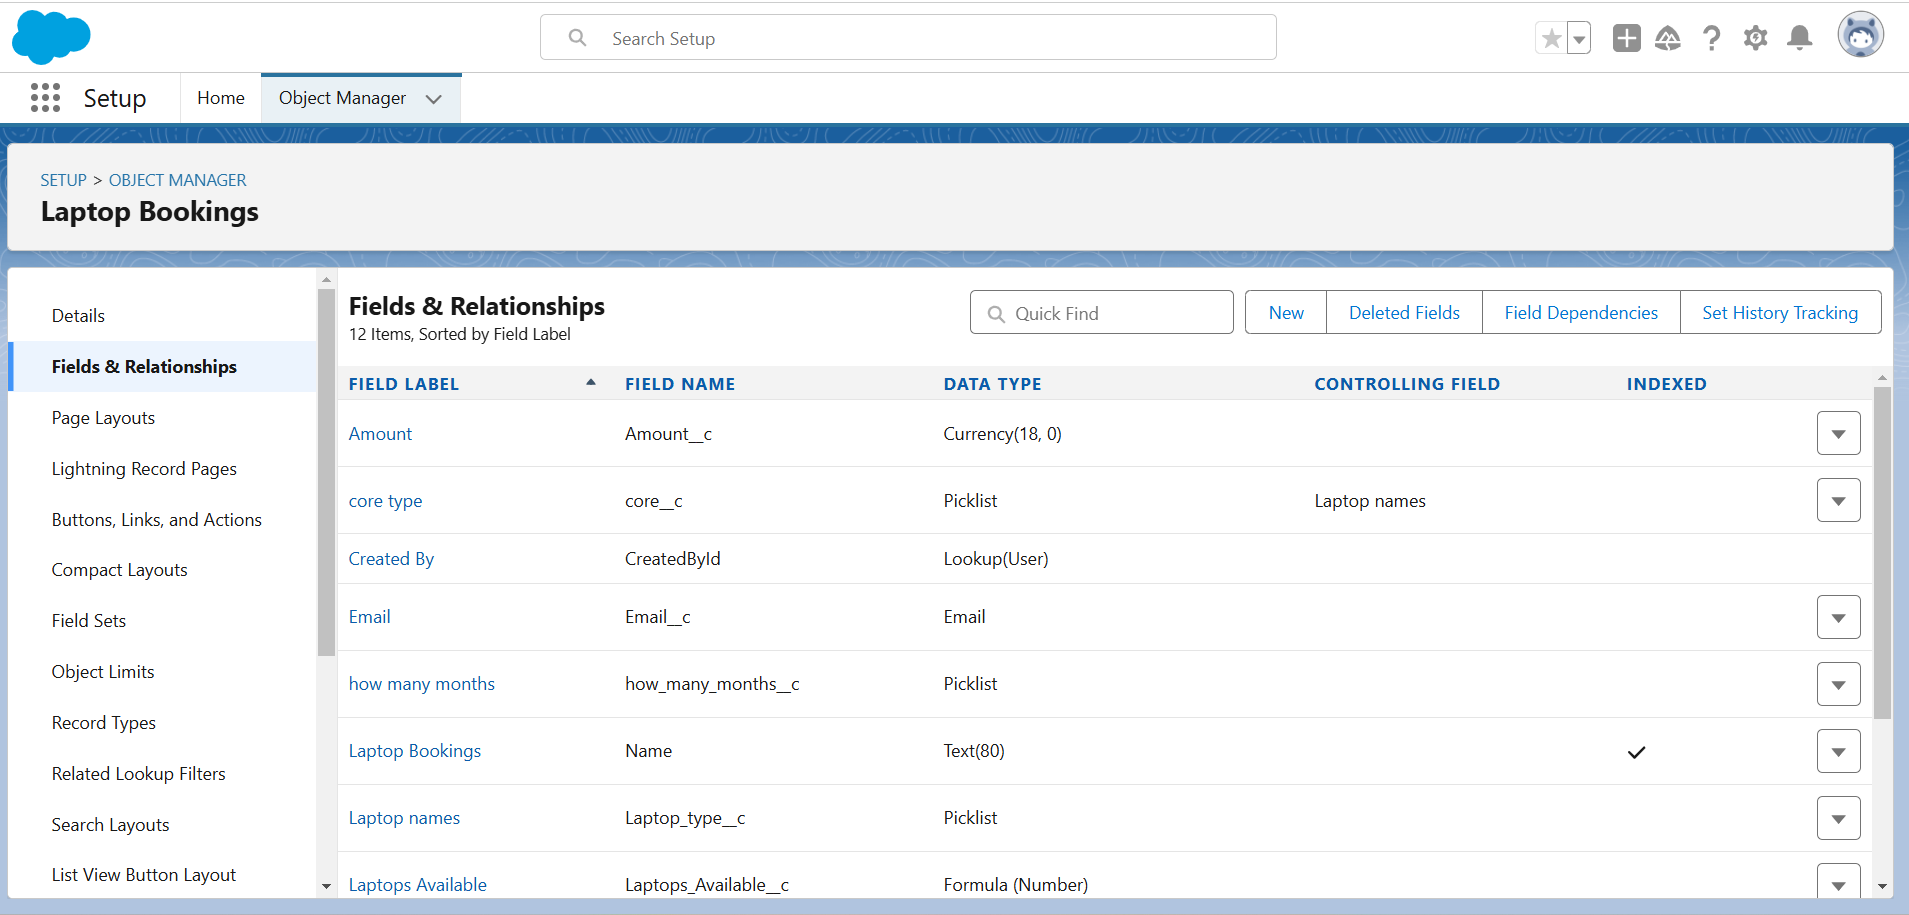 Search Setup
Setup
Home
Object Manager
SETUP > OBJECT MANAGER
Laptop Bookings
Details
Fields & Relationships
Page Layouts
Lightning Record Pages
Buttons, Links, and Actions
Compact Layouts
Field Sets
Object Limits
Record Types
Related Lookup Filters
Search Layouts
List View Button Layout
Fields & Relationships
12 Items, Sorted by Field Label
Quick Find
New
Deleted Fields
Field Dependencies
Set History Tracking
FIELD LABEL FIELD NAME DATA TYPE CONTROLLING FIELD INDEXED
Amount Amount__c Currency(18, 0)
core type core__c Picklist Laptop names
Created By CreatedById Lookup(User)
Email Email__c Email
how many months how_many_months__c Picklist
Laptop Bookings Name Text(80)
Laptop names Laptop_type__c Picklist
Laptops Available Laptops_Available__c Formula (Number)